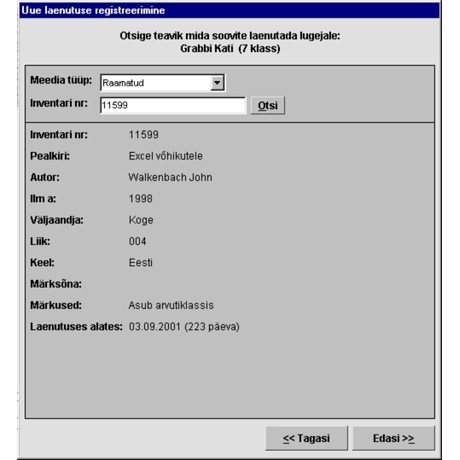 Uue laenutuse registreerimine
Otsige teavik mida soovite laenutada lugejale:
Grabbi Kati (7 klass)
Meedia tüüp: Raamatud
Inventari nr: 11599 Otsi
Inventari nr: 11599
Pealkiri: Excel võhikutele
Autor: Walkenbach John
Ilm a: 1998
Väljaandja: Koge
Liik: 004
Keel: Eesti
Märksõna:
Märkused: Asub arvutiklassis
Laenutuses alates: 03.09.2001 (223 päeva)
<< Tagasi Edasi >>